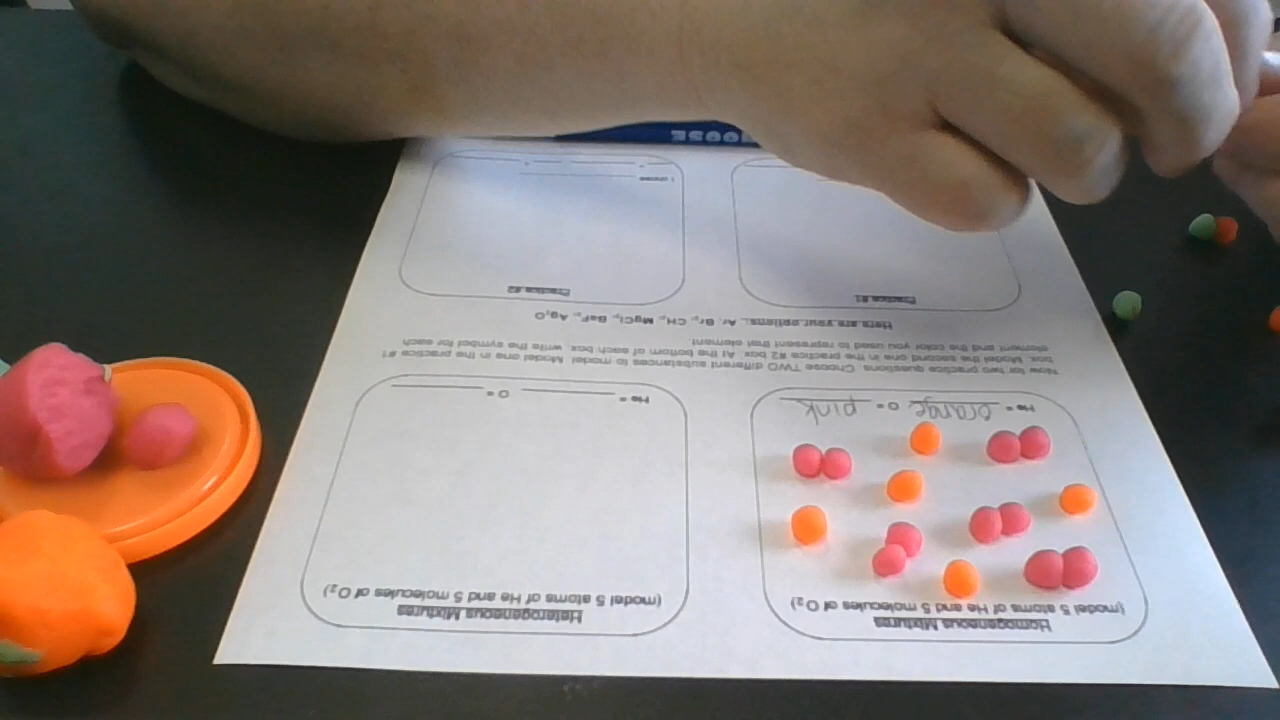 Homogeneous Mixtures
(model 5 atoms of He and 5 molecules of O₂)
He = orange O = pink
Heterogeneous Mixtures
(model 5 atoms of He and 5 molecules of O₂)
He = ____________ O = ____________
Now for two practice questions. Choose TWO different substances to model. Model one in the practice #1
box. Model the second one in the practice #2 box. At the bottom of each box, write the symbol for each
element and the color you used to represent that element.
Here are your options: Ar, Br₂, CH₄, MgCl₂, BaF₂, Ag₂O
Practice #1
Practice #2
I choose
OOSE